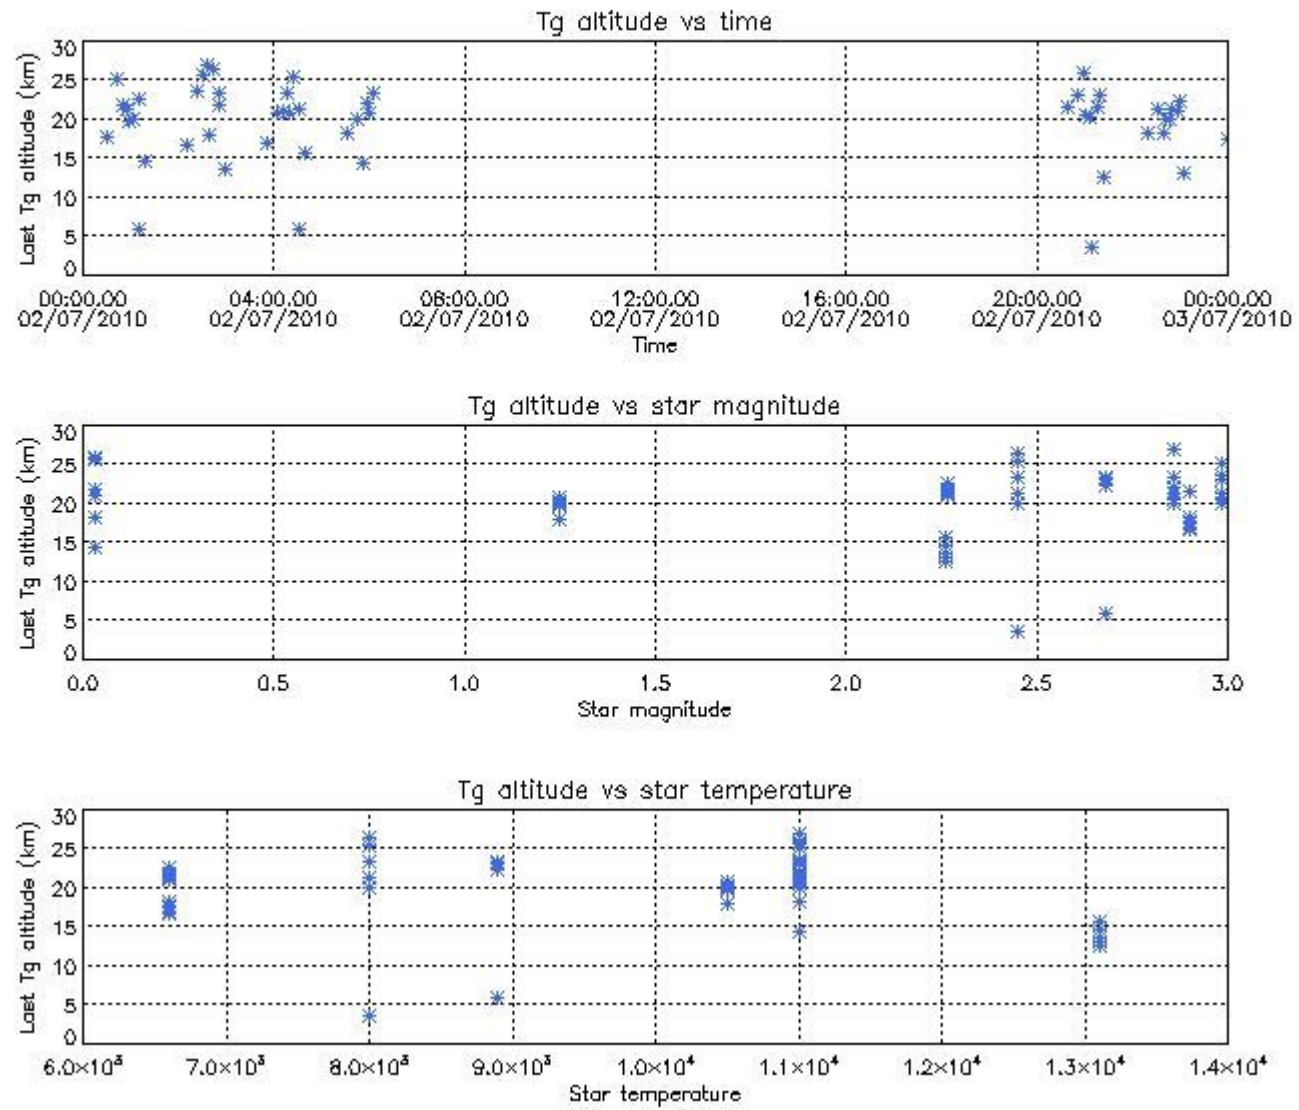 Tg altitude vs time
Last Tg altitude (km)
30
25
20
15
10
5
0
00:00.00 04:00.00 08:00.00 12:00.00 16:00.00 20:00.00 00:00.00
02/07/2010 02/07/2010 02/07/2010 02/07/2010 02/07/2010 02/07/2010 03/07/2010
Time
Tg altitude vs star magnitude
Last Tg altitude (km)
30
25
20
15
10
5
0
0.0 0.5 1.0 1.5 2.0 2.5 3.0
Star magnitude
Tg altitude vs star temperature
Last Tg altitude (km)
30
25
20
15
10
5
0
6.0×10³ 7.0×10³ 8.0×10³ 9.0×10³ 1.0×10⁴ 1.1×10⁴ 1.2×10⁴ 1.3×10⁴ 1.4×10⁴
Star temperature